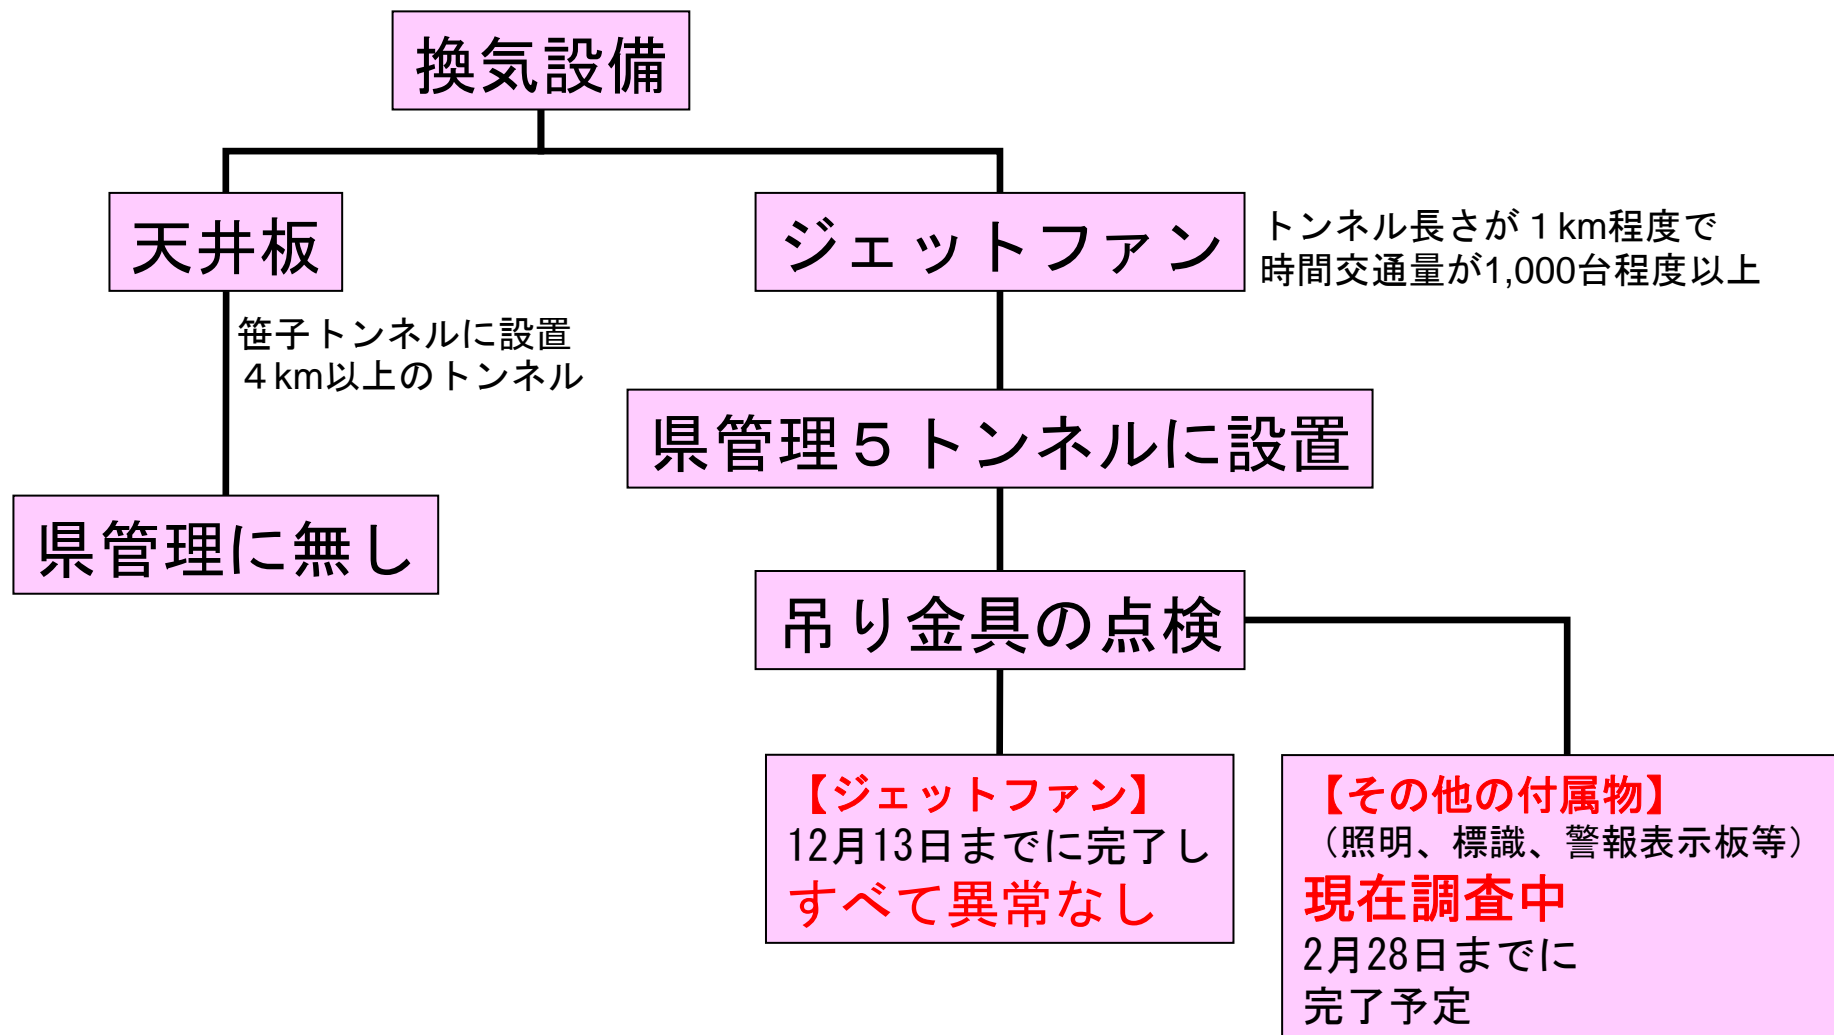 換気設備
天井板
ジェットファン
トンネル長さが１km程度で
時間交通量が1,000台程度以上
笹子トンネルに設置
４km以上のトンネル
県管理５トンネルに設置
県管理に無し
吊り金具の点検
【ジェットファン】
12月13日までに完了し
すべて異常なし
【その他の付属物】
（照明、標識、警報表示板等）
現在調査中
2月28日までに
完了予定